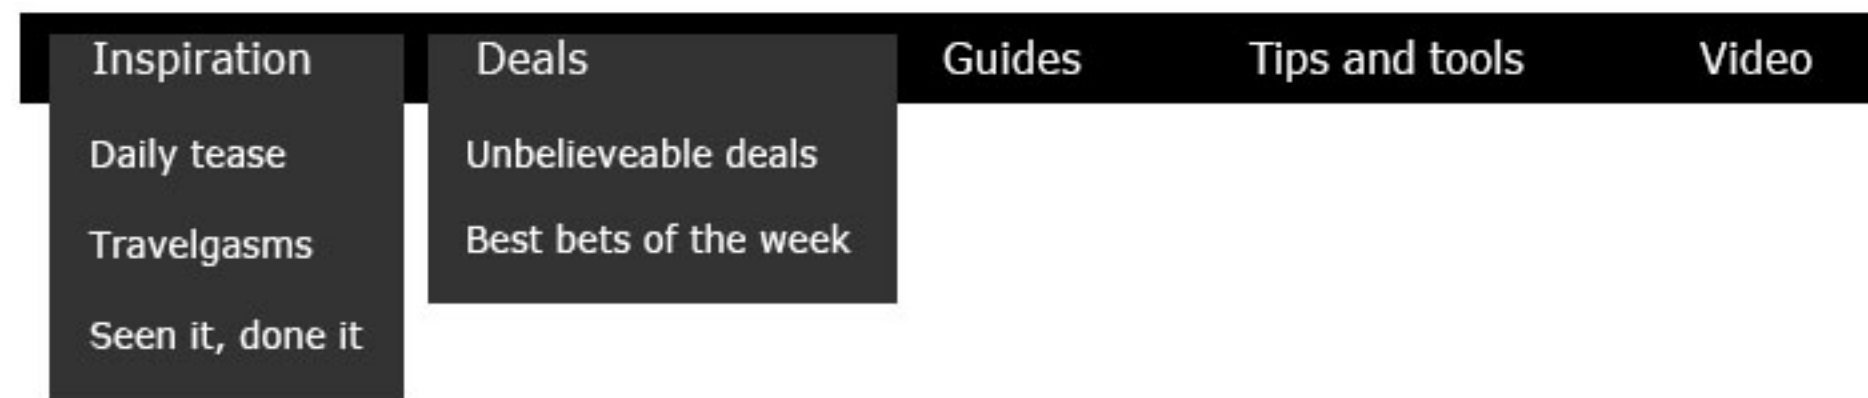 Inspiration Deals Guides Tips and tools Video
Daily tease
Travelgasms
Seen it, done it
Unbelieveable deals
Best bets of the week